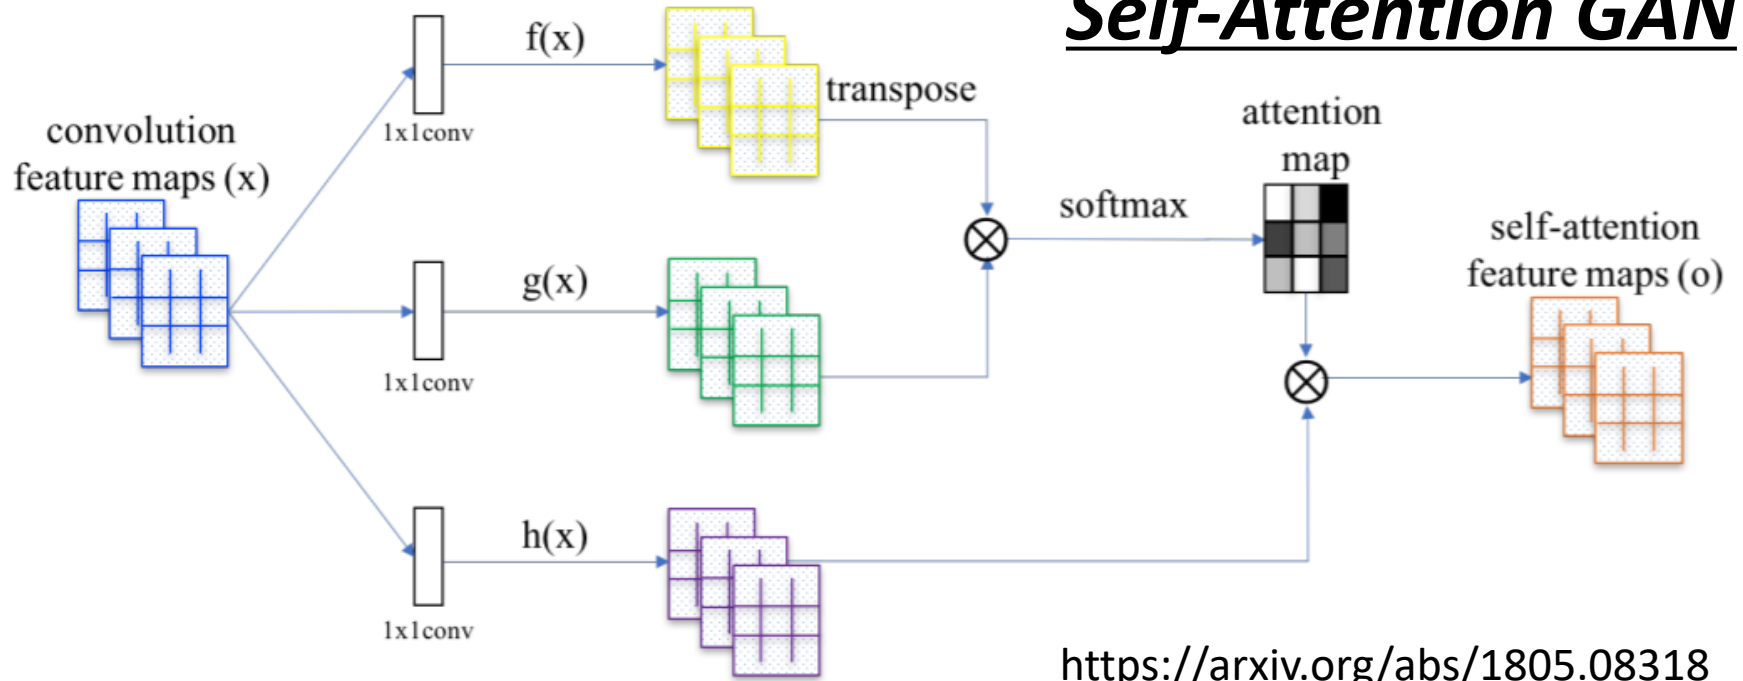 Self-Attention GAN
f(x)
transpose
1x1conv
convolution
feature maps (x)
attention
map
softmax
self-attention
feature maps (o)
g(x)
1x1conv
h(x)
1x1conv
https://arxiv.org/abs/1805.08318